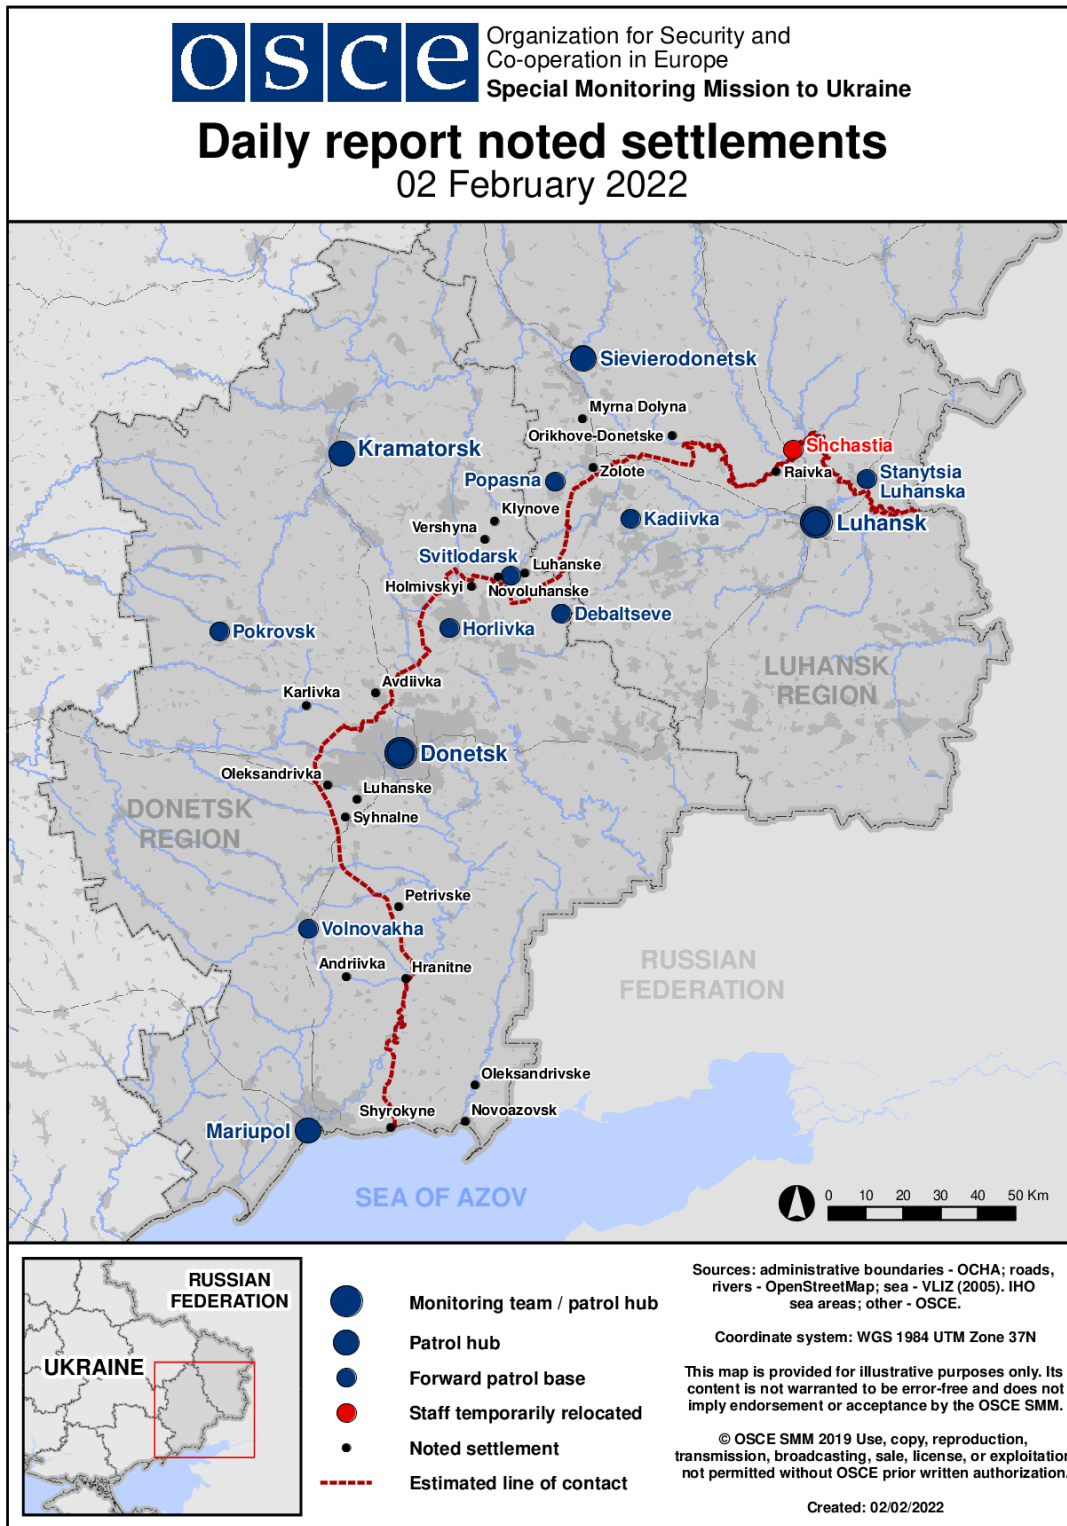 osce
Organization for Security and
Co-operation in Europe
Special Monitoring Mission to Ukraine
Daily report noted settlements
02 February 2022
Sievierodonetsk
Myrna Dolyna
Orikhove-Donetske
Shchastia
Kramatorsk
Zolote
Raivka
Stanytsia
Luhanska
Popasna
Klynove
Kadiivka
Luhansk
Vershyna
Svitlodarsk
Luhanske
Holmivskyi
Novoluhanske
Debaltseve
Pokrovsk
Horlivka
LUHANSK
REGION
Avdiivka
Karlivka
Donetsk
Oleksandrivka
Luhanske
DONETSK
REGION
Syhnalne
Petrivske
Volnovakha
Andriivka
Hranitne
RUSSIAN
FEDERATION
Oleksandrivske
Shyrokyne
Novoazovsk
Mariupol
SEA OF AZOV
0 10 20 30 40 50 Km
RUSSIAN
FEDERATION
UKRAINE
Monitoring team / patrol hub
Patrol hub
Forward patrol base
Staff temporarily relocated
Noted settlement
Estimated line of contact
Sources: administrative boundaries - OCHA; roads,
rivers - OpenStreetMap; sea - VLIZ (2005). IHO
sea areas; other - OSCE.
Coordinate system: WGS 1984 UTM Zone 37N
This map is provided for illustrative purposes only. Its
content is not warranted to be error-free and does not
imply endorsement or acceptance by the OSCE SMM.
© OSCE SMM 2019 Use, copy, reproduction,
transmission, broadcasting, sale, license, or exploitation
not permitted without OSCE prior written authorization.
Created: 02/02/2022